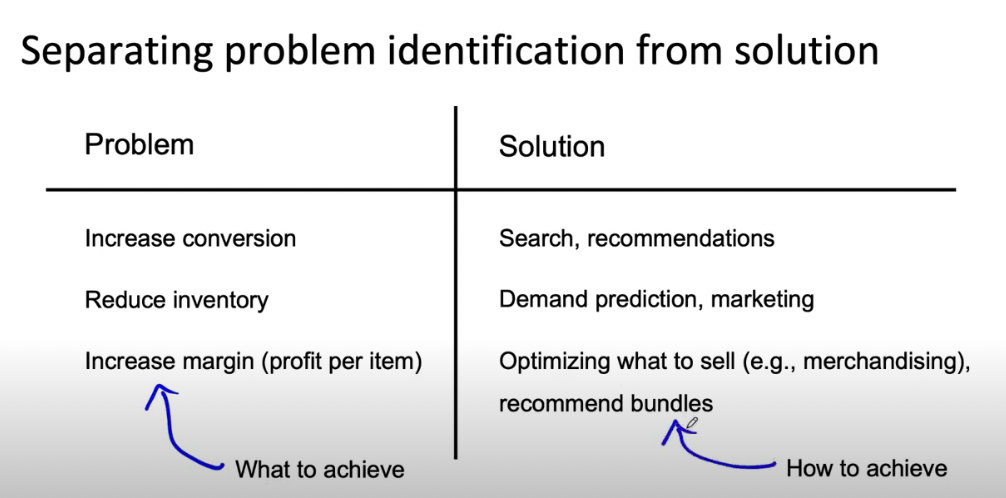 Separating problem identification from solution
Problem
Solution
Increase conversion
Search, recommendations
Reduce inventory
Demand prediction, marketing
Increase margin (profit per item)
Optimizing what to sell (e.g., merchandising),
recommend bundles
What to achieve
How to achieve